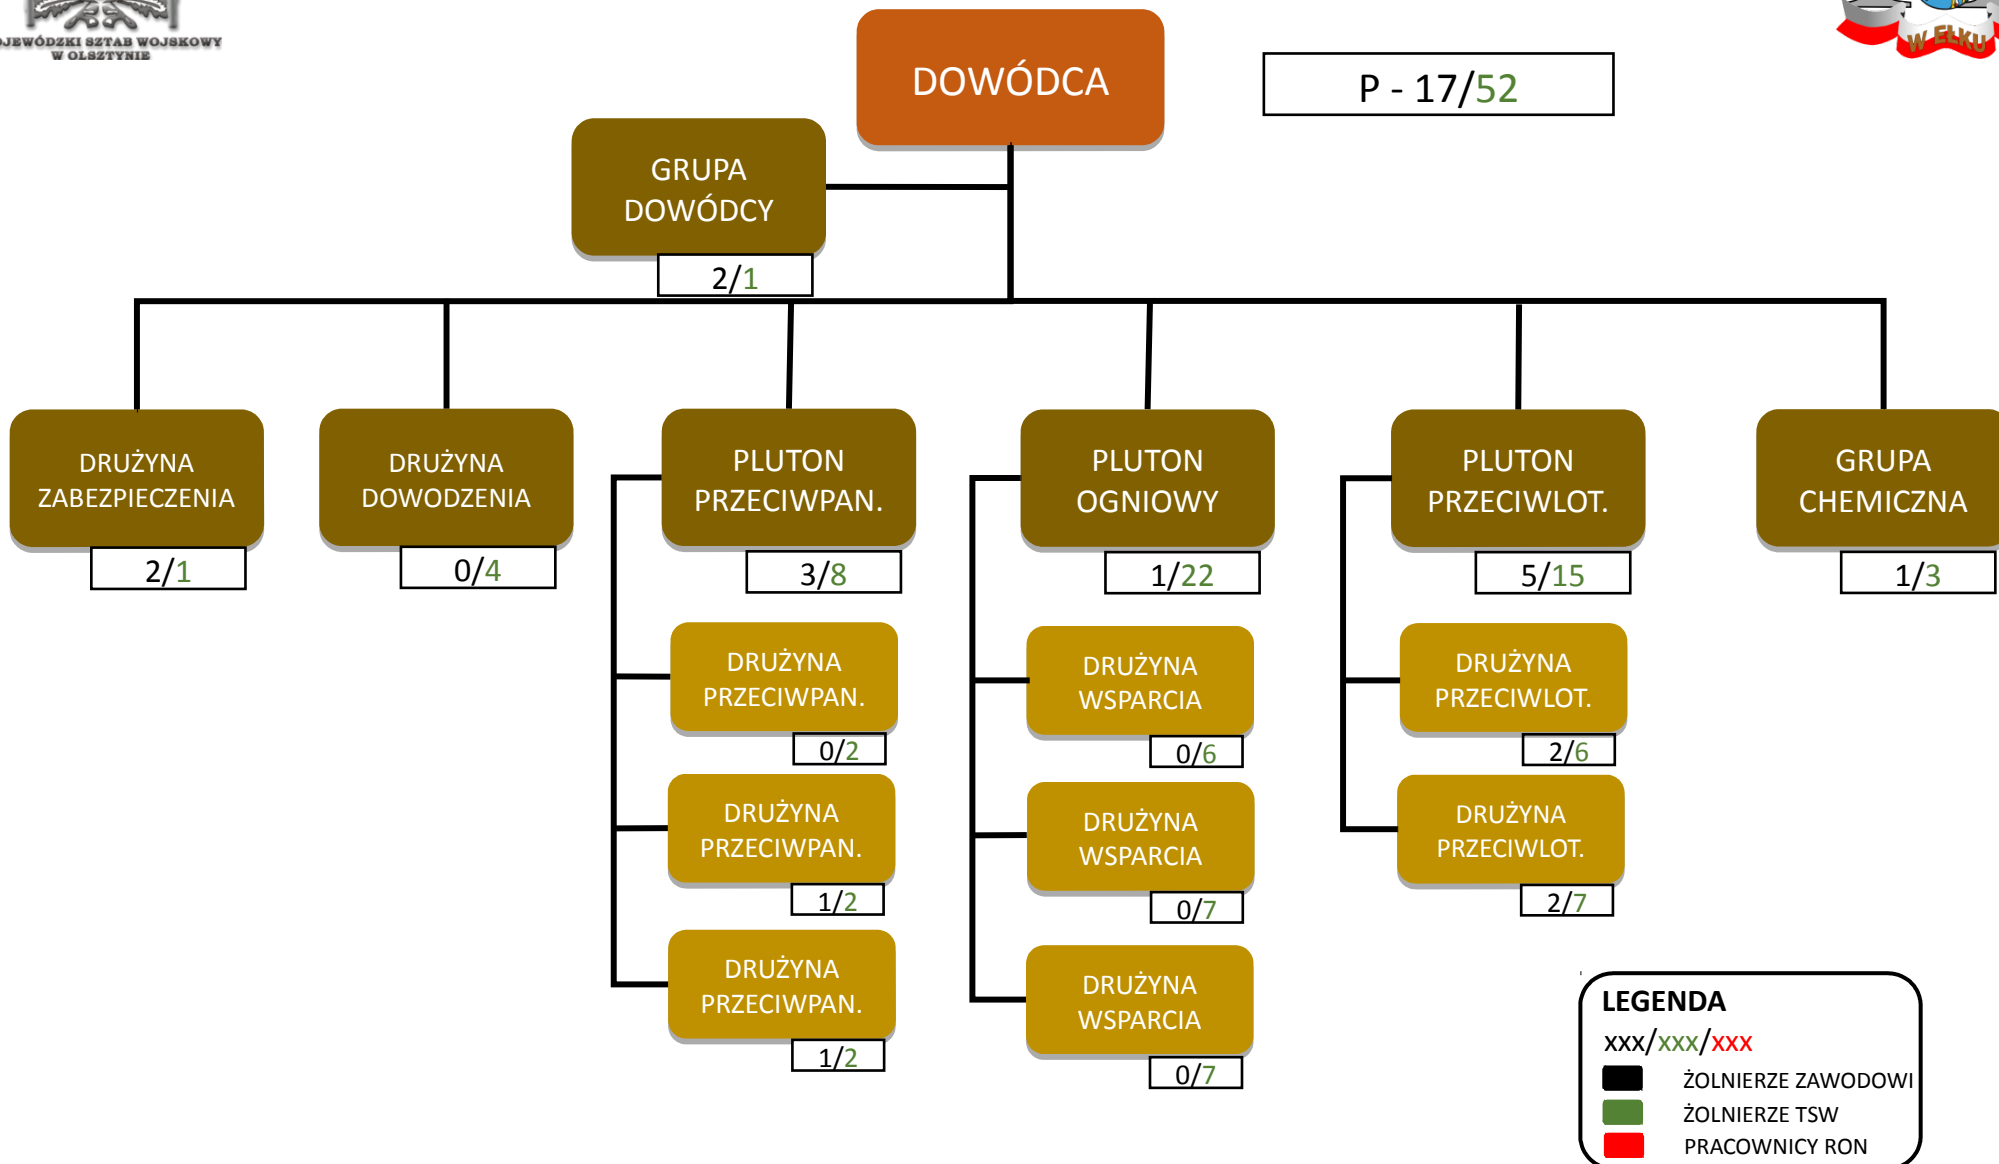 JEWÓDZKI SZTAB WOJSKOWY
W OLSZTYNIE
W EŁKU
DOWÓDCA
P - 17/52
GRUPA
DOWÓDCY
2/1
DRUŻYNA
ZABEZPIECZENIA
2/1
DRUŻYNA
DOWODZENIA
0/4
PLUTON
PRZECIWPAN.
3/8
DRUŻYNA
PRZECIWPAN.
0/2
DRUŻYNA
PRZECIWPAN.
1/2
DRUŻYNA
PRZECIWPAN.
1/2
PLUTON
OGNIOWY
1/22
DRUŻYNA
WSPARCIA
0/6
DRUŻYNA
WSPARCIA
0/7
DRUŻYNA
WSPARCIA
0/7
PLUTON
PRZECIWLOT.
5/15
DRUŻYNA
PRZECIWLOT.
2/6
DRUŻYNA
PRZECIWLOT.
2/7
GRUPA
CHEMICZNA
1/3
LEGENDA
xxx/xxx/xxx
ŻOLNIERZE ZAWODOWI
ŻOLNIERZE TSW
PRACOWNICY RON